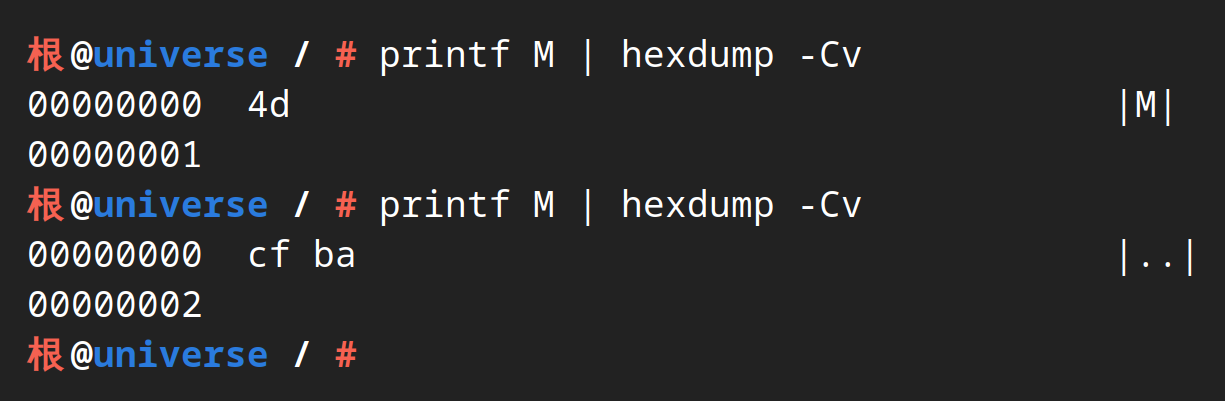 根@universe / # printf M | hexdump -Cv
00000000  4d                                                |M|
00000001
根@universe / # printf Ϻ | hexdump -Cv
00000000  cf ba                                             |..|
00000002
根@universe / #